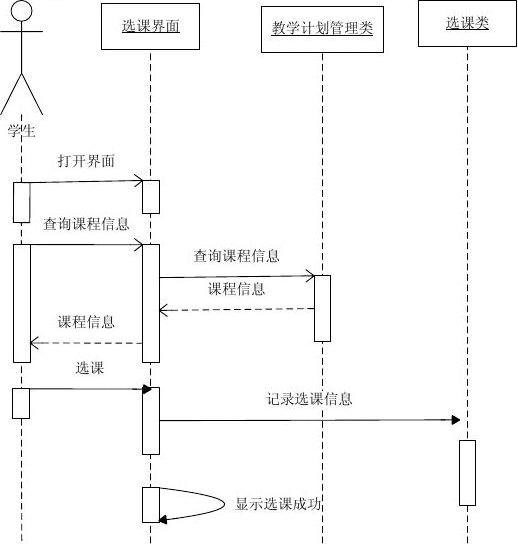 选课界面
教学计划管理类
选课类
学生
打开界面
查询课程信息
查询课程信息
课程信息
课程信息
选课
记录选课信息
显示选课成功